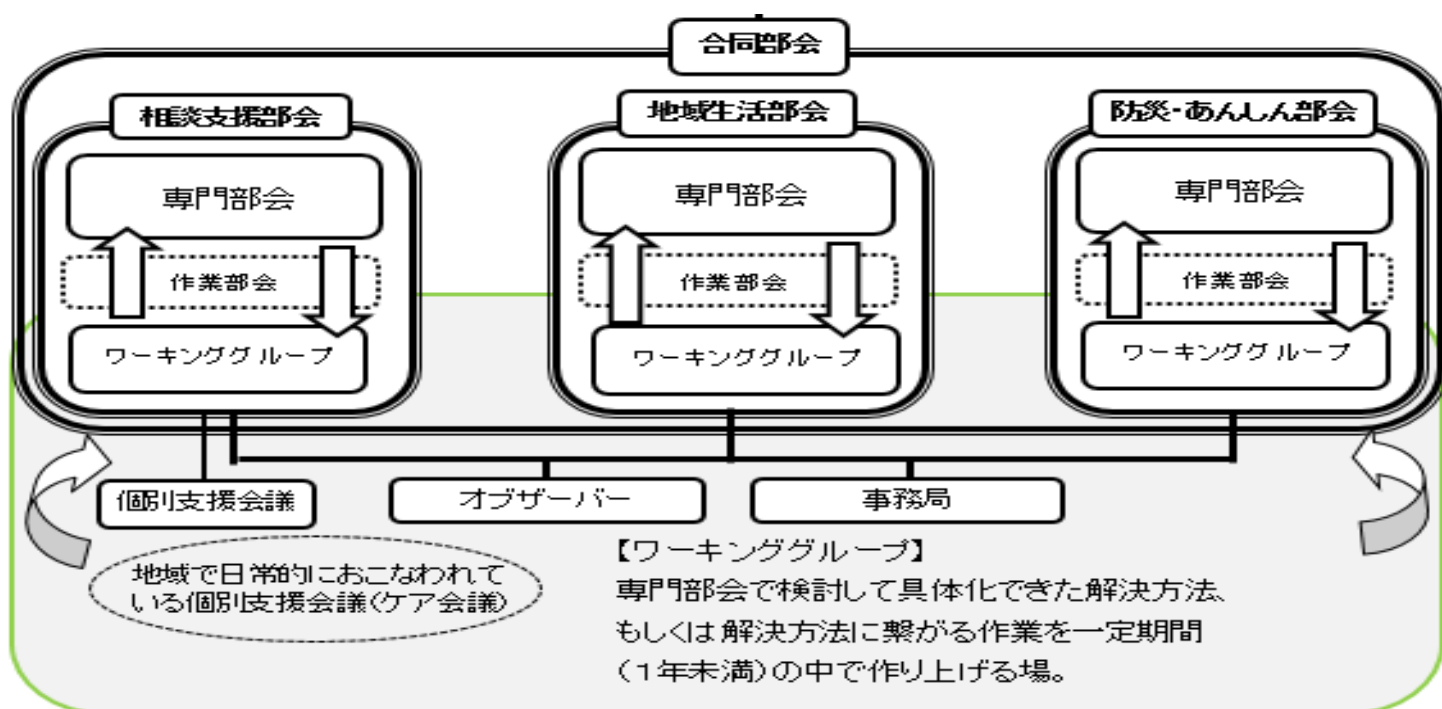 合同部会
相談支援部会
地域生活部会
防災・あんしん部会
専門部会
専門部会
専門部会
作業部会
作業部会
作業部会
ワーキンググループ
ワーキンググループ
ワーキンググループ
個別支援会議
オブザーバー
事務局
地域で日常的におこなわれて
いる個別支援会議(ケア会議)
【ワーキンググループ】
専門部会で検討して具体化できた解決方法、
もしくは解決方法に繋がる作業を一定期間
(1年未満)の中で作り上げる場。